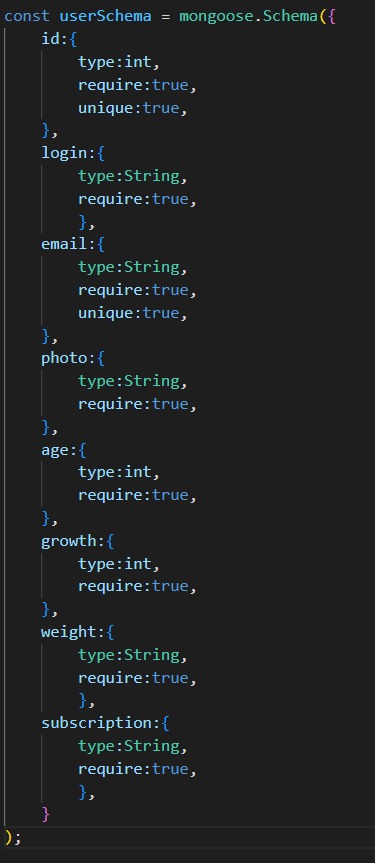 const userSchema = mongoose.Schema({
    id:{
        type:int,
        require:true,
        unique:true,
    },
    login:{
        type:String,
        require:true,
        },
    email:{
        type:String,
        require:true,
        unique:true,
    },
    photo:{
        type:String,
        require:true,
    },
    age:{
        type:int,
        require:true,
    },
    growth:{
        type:int,
        require:true,
    },
    weight:{
        type:String,
        require:true,
        },
    subscription:{
        type:String,
        require:true,
        },
    }
);